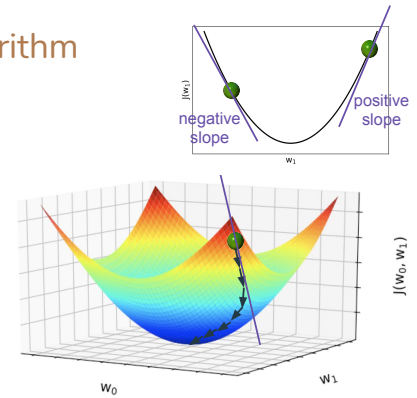 rithm
J(w₁)
negative
slope
positive
slope
w₁
J(w₀, w₁)
w₀
w₁